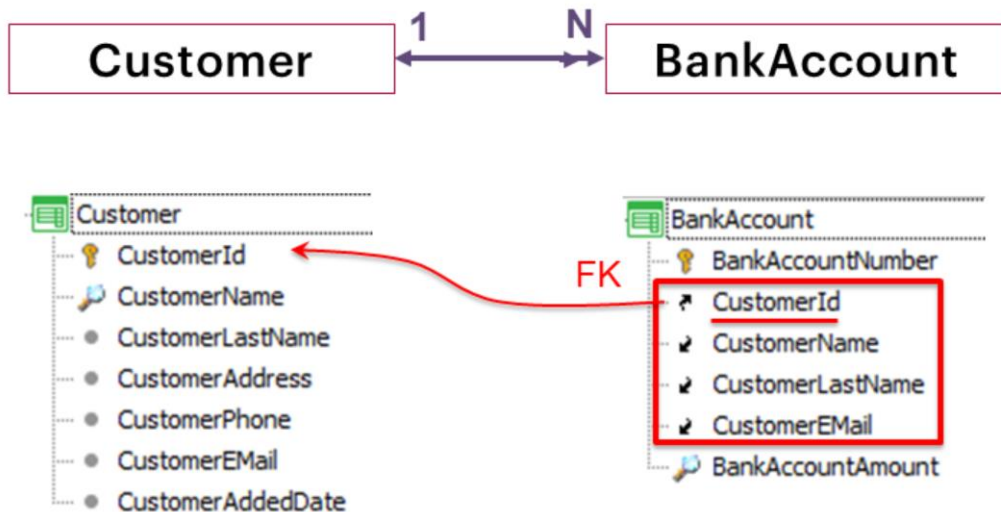 1 N
Customer BankAccount
Customer
CustomerId
CustomerName
CustomerLastName
CustomerAddress
CustomerPhone
CustomerEMail
CustomerAddedDate
FK
BankAccount
BankAccountNumber
CustomerId
CustomerName
CustomerLastName
CustomerEMail
BankAccountAmount